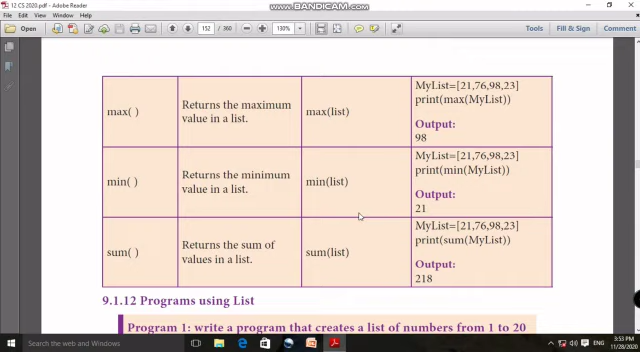 12 CS 2020.pdf - Adobe Reader
www.BANDICAM.com
File Edit View Window Help
Open
152 / 360
130%
Tools Fill & Sign Comment
max( )
Returns the maximum
value in a list.
max(list)
MyList=[21,76,98,23]
print(max(MyList))
Output:
98
min( )
Returns the minimum
value in a list.
min(list)
MyList=[21,76,98,23]
print(min(MyList))
Output:
21
sum( )
Returns the sum of
values in a list.
sum(list)
MyList=[21,76,98,23]
print(sum(MyList))
Output:
218
9.1.12 Programs using List
Program 1: write a program that creates a list of numbers from 1 to 20
Search the web and Windows
3:53 PM
11/28/2020